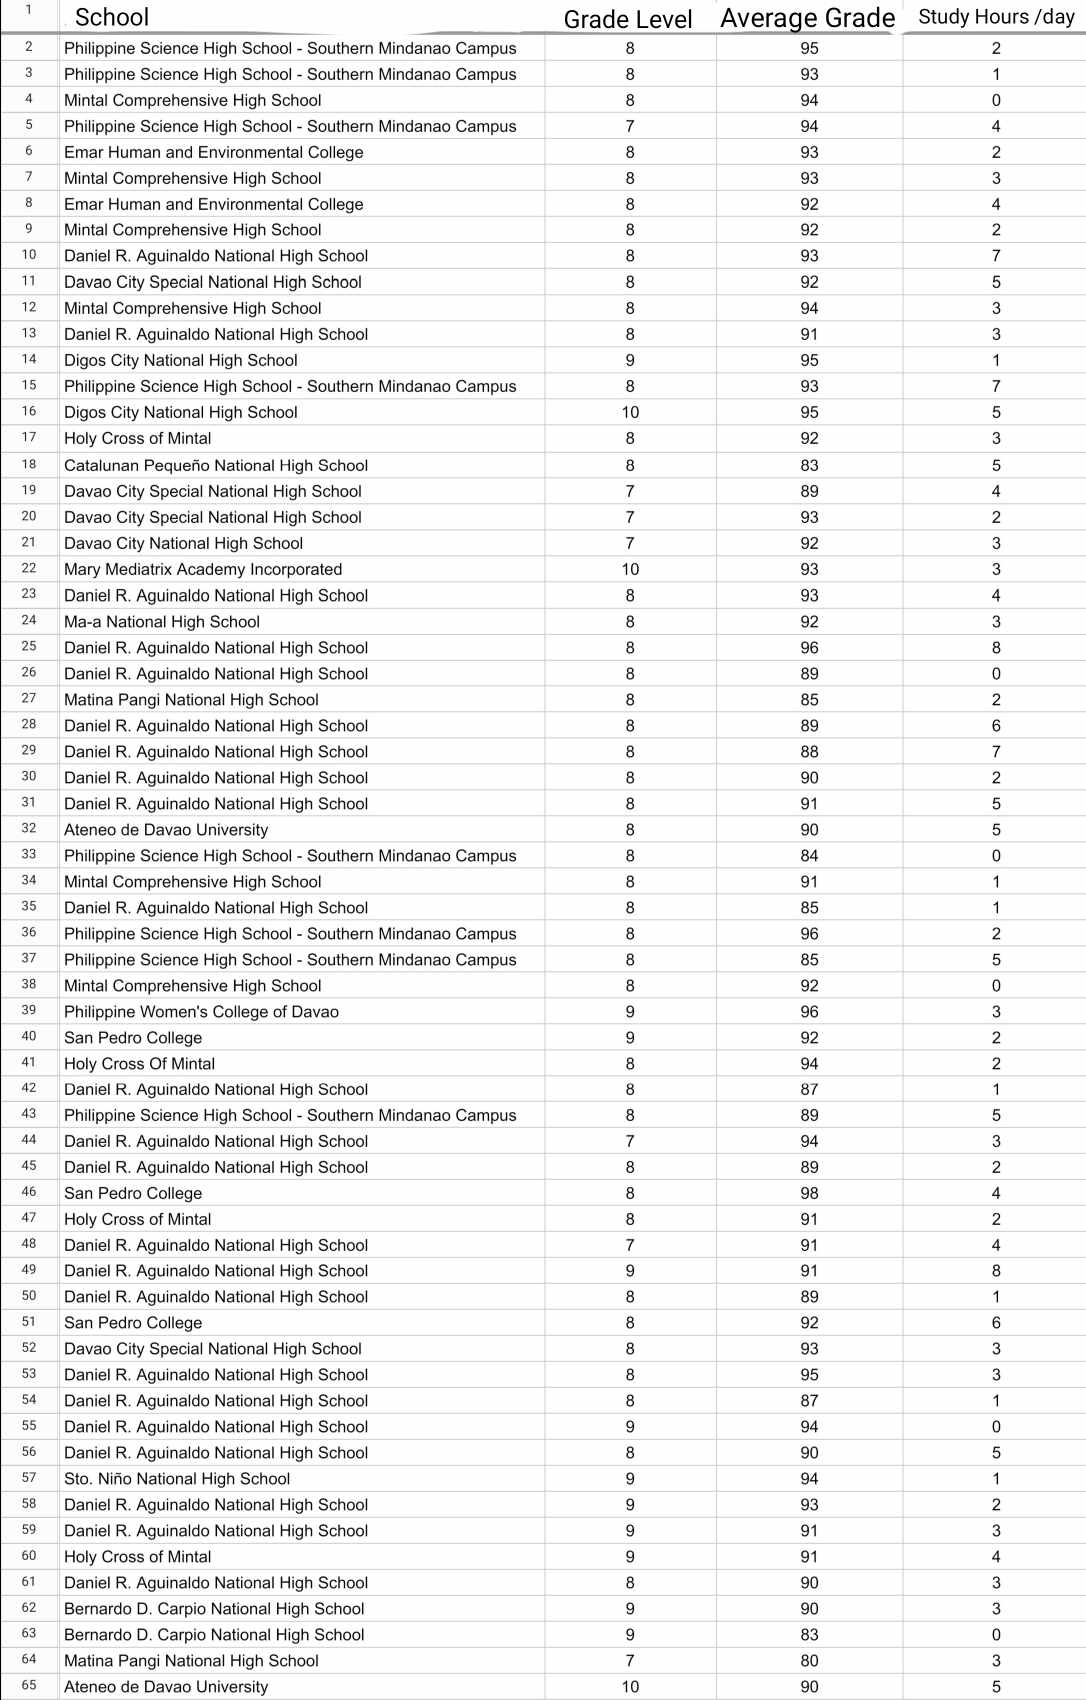 1 School Grade Level Average Grade Study Hours /day
2 Philippine Science High School - Southern Mindanao Campus 8 95 2
3 Philippine Science High School - Southern Mindanao Campus 8 93 1
4 Mintal Comprehensive High School 8 94 0
5 Philippine Science High School - Southern Mindanao Campus 7 94 4
6 Emar Human and Environmental College 8 93 2
7 Mintal Comprehensive High School 8 93 3
8 Emar Human and Environmental College 8 92 4
9 Mintal Comprehensive High School 8 92 2
10 Daniel R. Aguinaldo National High School 8 93 7
11 Davao City Special National High School 8 92 5
12 Mintal Comprehensive High School 8 94 3
13 Daniel R. Aguinaldo National High School 8 91 3
14 Digos City National High School 9 95 1
15 Philippine Science High School - Southern Mindanao Campus 8 93 7
16 Digos City National High School 10 95 5
17 Holy Cross of Mintal 8 92 3
18 Catalunan Pequeño National High School 8 83 5
19 Davao City Special National High School 7 89 4
20 Davao City Special National High School 7 93 2
21 Davao City National High School 7 92 3
22 Mary Mediatrix Academy Incorporated 10 93 3
23 Daniel R. Aguinaldo National High School 8 93 4
24 Ma-a National High School 8 92 3
25 Daniel R. Aguinaldo National High School 8 96 8
26 Daniel R. Aguinaldo National High School 8 89 0
27 Matina Pangi National High School 8 85 2
28 Daniel R. Aguinaldo National High School 8 89 6
29 Daniel R. Aguinaldo National High School 8 88 7
30 Daniel R. Aguinaldo National High School 8 90 2
31 Daniel R. Aguinaldo National High School 8 91 5
32 Ateneo de Davao University 8 90 5
33 Philippine Science High School - Southern Mindanao Campus 8 84 0
34 Mintal Comprehensive High School 8 91 1
35 Daniel R. Aguinaldo National High School 8 85 1
36 Philippine Science High School - Southern Mindanao Campus 8 96 2
37 Philippine Science High School - Southern Mindanao Campus 8 85 5
38 Mintal Comprehensive High School 8 92 0
39 Philippine Women's College of Davao 9 96 3
40 San Pedro College 9 92 2
41 Holy Cross Of Mintal 8 94 2
42 Daniel R. Aguinaldo National High School 8 87 1
43 Philippine Science High School - Southern Mindanao Campus 8 89 5
44 Daniel R. Aguinaldo National High School 7 94 3
45 Daniel R. Aguinaldo National High School 8 89 2
46 San Pedro College 8 98 4
47 Holy Cross of Mintal 8 91 2
48 Daniel R. Aguinaldo National High School 7 91 4
49 Daniel R. Aguinaldo National High School 9 91 8
50 Daniel R. Aguinaldo National High School 8 89 1
51 San Pedro College 8 92 6
52 Davao City Special National High School 8 93 3
53 Daniel R. Aguinaldo National High School 8 95 3
54 Daniel R. Aguinaldo National High School 8 87 1
55 Daniel R. Aguinaldo National High School 9 94 0
56 Daniel R. Aguinaldo National High School 8 90 5
57 Sto. Niño National High School 9 94 1
58 Daniel R. Aguinaldo National High School 9 93 2
59 Daniel R. Aguinaldo National High School 9 91 3
60 Holy Cross of Mintal 9 91 4
61 Daniel R. Aguinaldo National High School 8 90 3
62 Bernardo D. Carpio National High School 9 90 3
63 Bernardo D. Carpio National High School 9 83 0
64 Matina Pangi National High School 7 80 3
65 Ateneo de Davao University 10 90 5